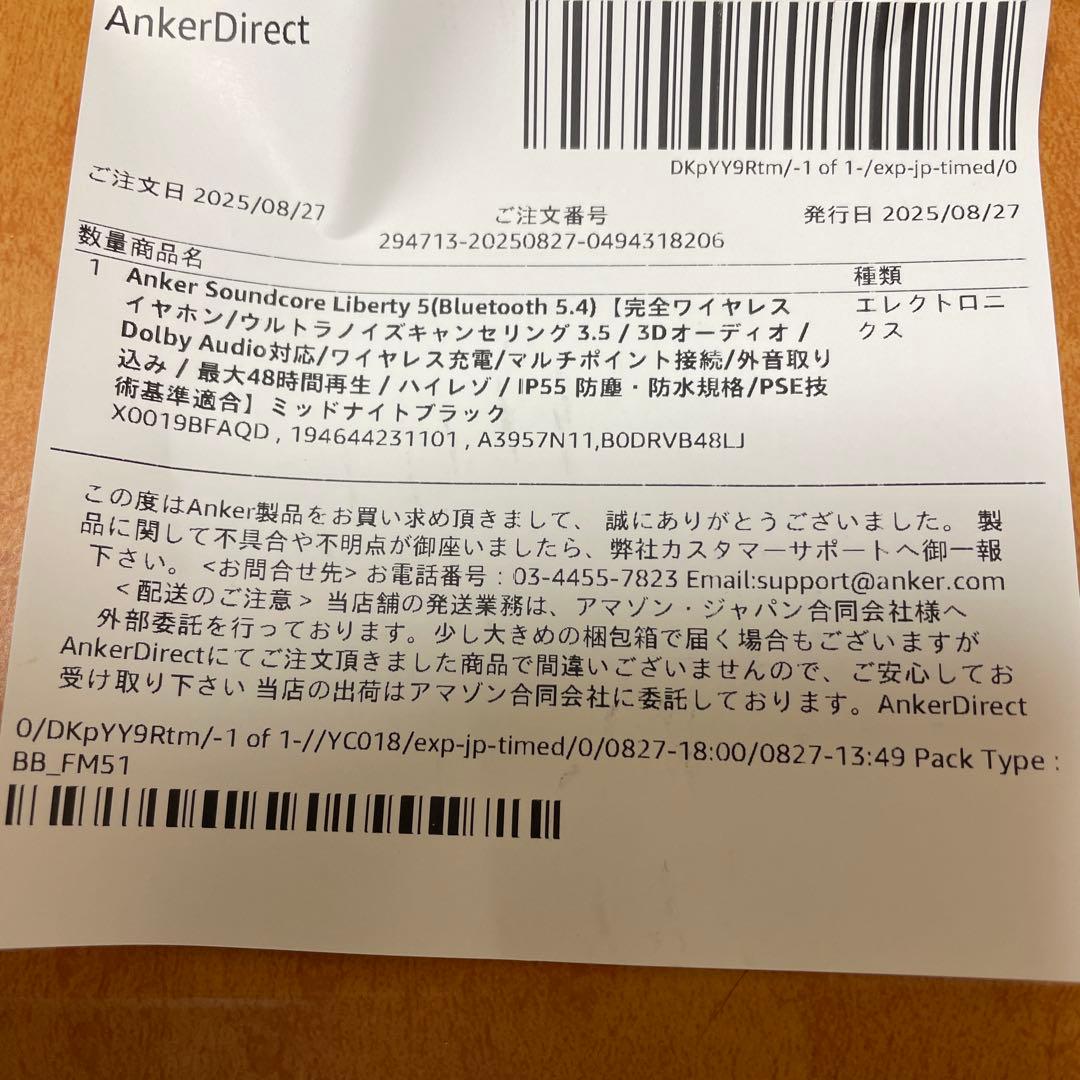 AnkerDirect
DKpYY9Rtm/-1 of 1-/exp-jp-timed/0
ご注文日 2025/08/27
ご注文番号
発行日 2025/08/27
294713-20250827-0494318206
数量 商品名
種類
1 Anker Soundcore Liberty 5(Bluetooth 5.4) 【完全ワイヤレス
エレクトロニ
イヤホン/ウルトラノイズキャンセリング 3.5 / 3Dオーディオ /
クス
Dolby Audio対応/ワイヤレス充電/マルチポイント接続/外音取り
込み / 最大48時間再生 / ハイレゾ / IP55 防塵・防水規格/PSE技
術基準適合】ミッドナイトブラック
X0019BFAQD , 194644231101 , A3957N11,B0DRVB48LJ
この度はAnker製品をお買い求め頂きまして、 誠にありがとうございました。 製
品に関して不具合や不明点が御座いましたら、弊社カスタマーサポートへ御一報
下さい。 <お問合せ先> お電話番号 : 03-4455-7823 Email:support@anker.com
＜配送のご注意＞ 当店舗の発送業務は、アマゾン・ジャパン合同会社様へ
外部委託を行っております。少し大きめの梱包箱で届く場合もございますが
AnkerDirectにてご注文頂きました商品で間違いございませんので、ご安心してお
受け取り下さい 当店の出荷はアマゾン合同会社に委託しております。AnkerDirect
0/DKpYY9Rtm/-1 of 1-//YC018/exp-jp-timed/0/0827-18:00/0827-13:49 Pack Type :
BB_FM51